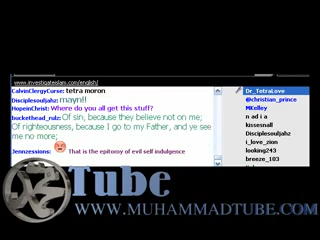 www.investigateislam.com/english/
CalvinClergyCurse: tetra moron
Disciplesouljahz: mayn!!
HopeinChrist: Where do you all get this stuff?
buckethead_rulz: Of sin, because they believe not on me;
Of righteousness, because I go to my Father, and ye see
me no more;
Jennzessions: That is the epitomy of evil self indulgence
Dr_TetraLove
@christian_prince
MKelley
n ad i a
kissesnall
Disciplesouljahz
i_love_zion
looking243
breeze_103
Tube
WWW.MUHAMMADTUBE.COM